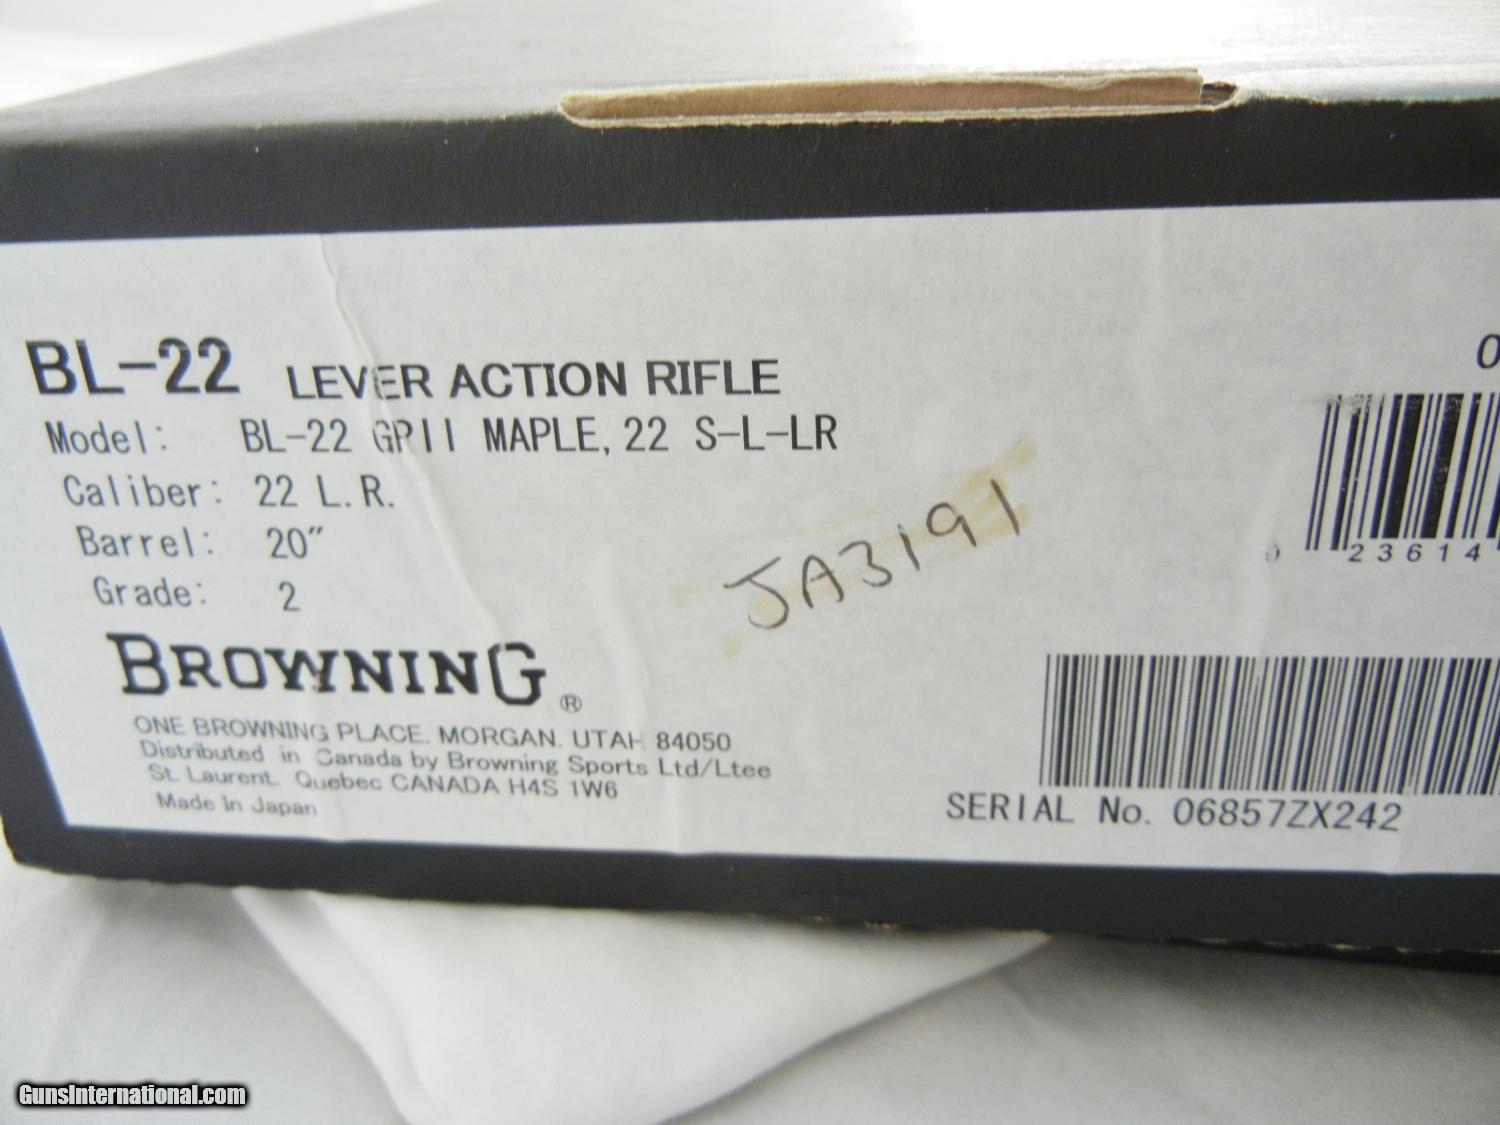 BL-22 LEVER ACTION RIFLE
Model: BL-22 GRII MAPLE, 22 S-L-LR
Caliber: 22 L.R.
Barrel: 20"
Grade: 2
JA3191
BROWNING®
ONE BROWNING PLACE. MORGAN. UTAH 84050
Distributed in Canada by Browning Sports Ltd/Ltee
St. Laurent. Quebec CANADA H4S 1W6
Made In Japan
0
0 23614
SERIAL No. 06857ZX242
GunsInternational.com